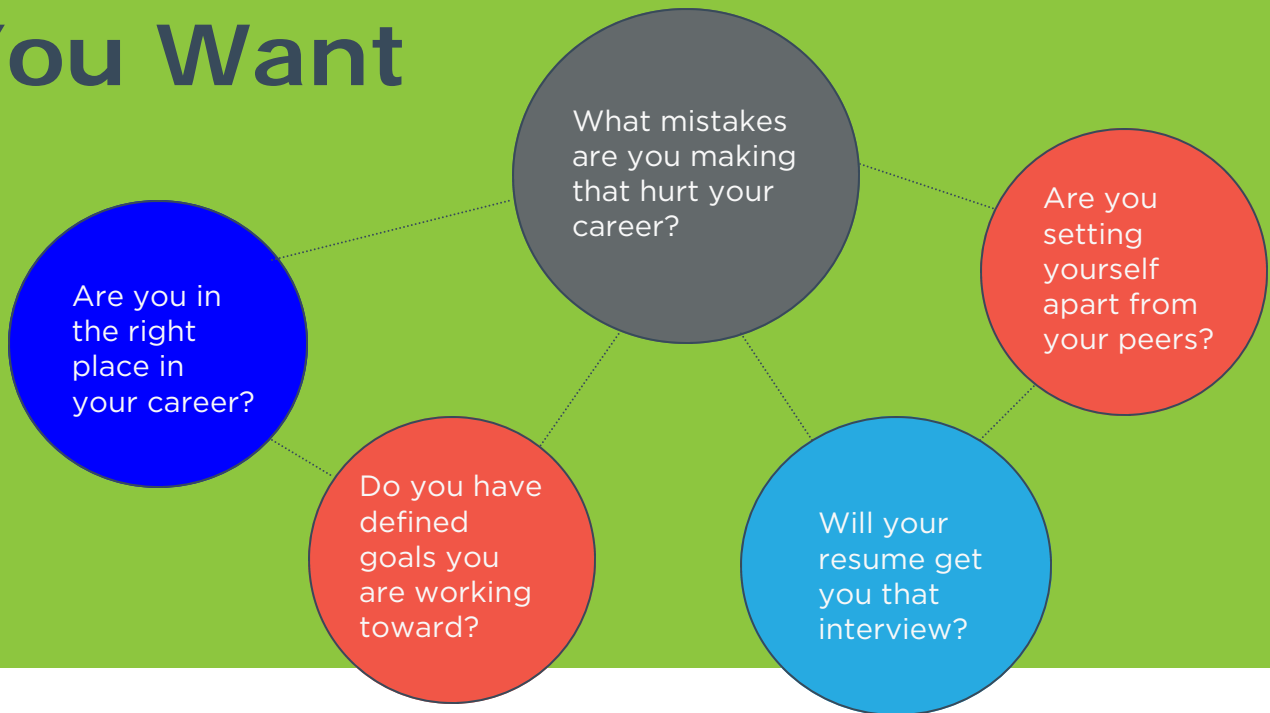 You Want
What mistakes
are you making
that hurt your
career?
Are you
setting
yourself
apart from
your peers?
Are you in
the right
place in
your career?
Do you have
defined
goals you
are working
toward?
Will your
resume get
you that
interview?